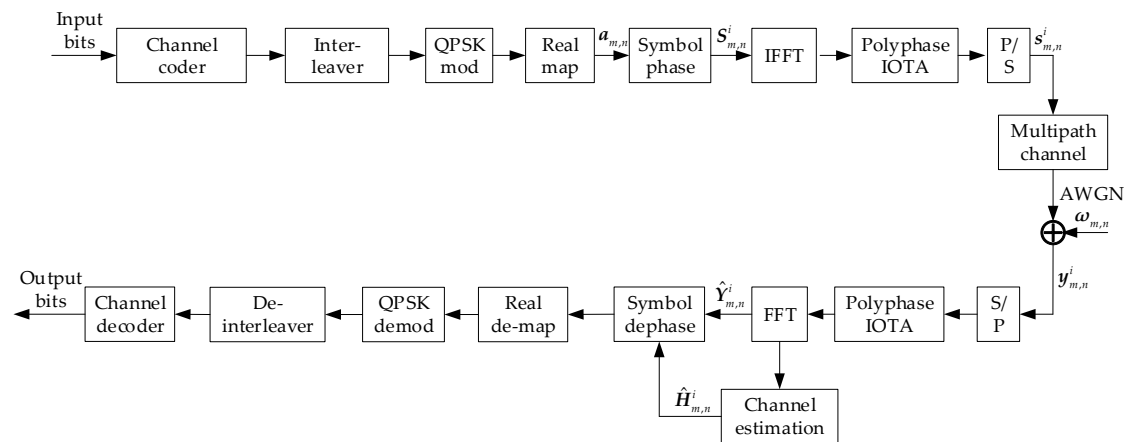 Input
bits
Channel
coder
Inter-
leaver
QPSK
mod
Real
map
a_{m,n}
Symbol
phase
S^i_{m,n}
IFFT
Polyphase
IOTA
P/
S
s^i_{m,n}
Multipath
channel
AWGN
ω_{m,n}
y^i_{m,n}
Output
bits
Channel
decoder
De-
interleaver
QPSK
demod
Real
de-map
Symbol
dephase
Ŷ^i_{m,n}
FFT
Polyphase
IOTA
S/
P
Ĥ^i_{m,n}
Channel
estimation